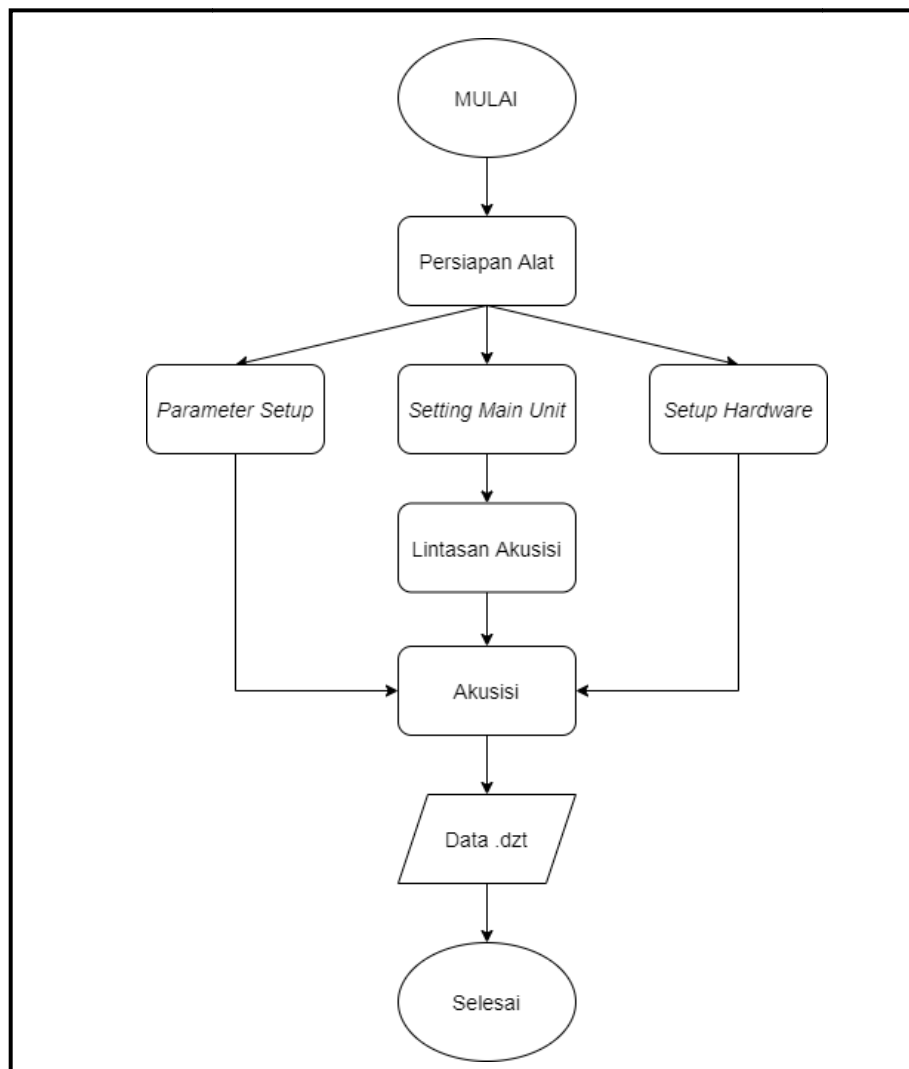 MULAI
Persiapan Alat
Parameter Setup
Setting Main Unit
Setup Hardware
Lintasan Akusisi
Akusisi
Data .dzt
Selesai